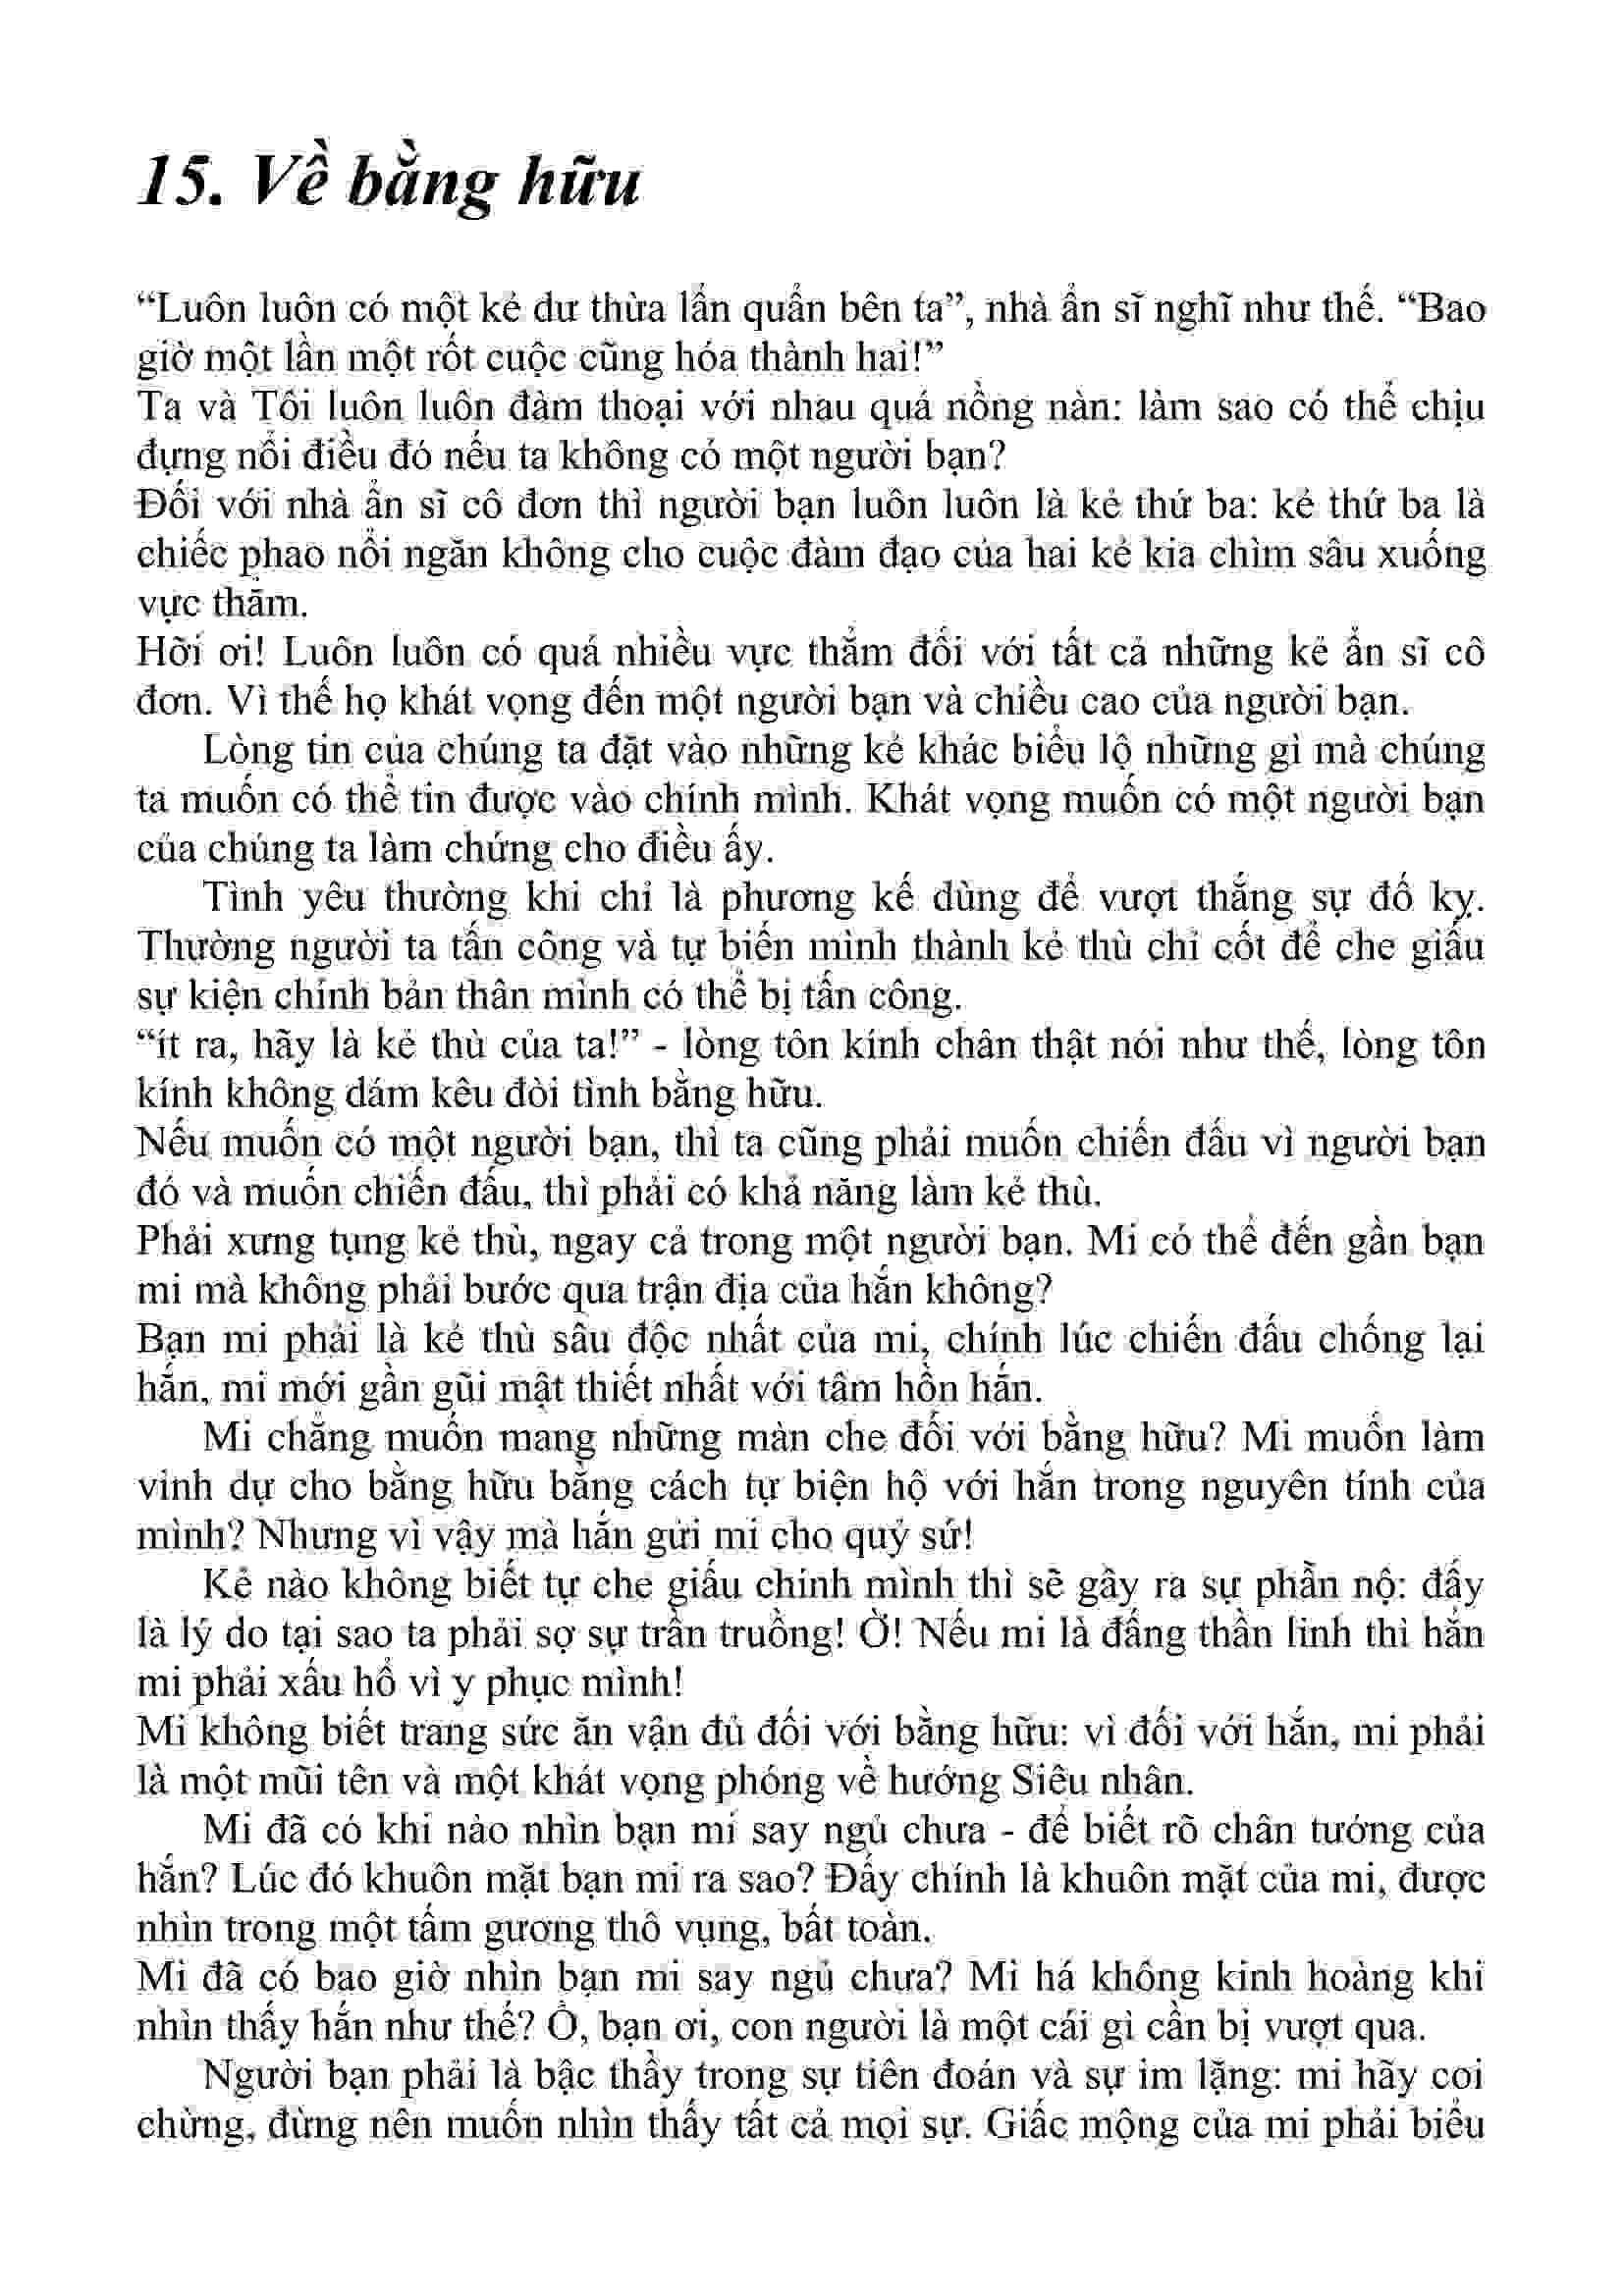 15. Về bằng hữu
“Luôn luôn có một kẻ dư thừa lẩn quẩn bên ta”, nhà ẩn sĩ nghĩ như thế. “Bao
giờ một lần một rốt cuộc cũng hóa thành hai!”
Ta và Tôi luôn luôn đàm thoại với nhau quá nồng nàn: làm sao có thể chịu
đựng nổi điều đó nếu ta không có một người bạn?
Đối với nhà ẩn sĩ cô đơn thì người bạn luôn luôn là kẻ thứ ba: kẻ thứ ba là
chiếc phao nổi ngăn không cho cuộc đàm đạo của hai kẻ kia chìm sâu xuống
vực thẳm.
Hỡi ơi! Luôn luôn có quá nhiều vực thẳm đối với tất cả những kẻ ẩn sĩ cô
đơn. Vì thế họ khát vọng đến một người bạn và chiều cao của người bạn.
Lòng tin của chúng ta đặt vào những kẻ khác biểu lộ những gì mà chúng
ta muốn có thể tin được vào chính mình. Khát vọng muốn có một người bạn
của chúng ta làm chứng cho điều ấy.
Tình yêu thường khi chỉ là phương kế dùng để vượt thắng sự đố kỵ.
Thường người ta tấn công và tự biến mình thành kẻ thù chỉ cốt để che giấu
sự kiện chính bản thân mình có thể bị tấn công.
“ít ra, hãy là kẻ thù của ta!” - lòng tôn kính chân thật nói như thế, lòng tôn
kính không dám kêu đòi tình bằng hữu.
Nếu muốn có một người bạn, thì ta cũng phải muốn chiến đấu vì người bạn
đó và muốn chiến đấu, thì phải có khả năng làm kẻ thù.
Phải xưng tụng kẻ thù, ngay cả trong một người bạn. Mi có thể đến gần bạn
mi mà không phải bước qua trận địa của hắn không?
Bạn mi phải là kẻ thù sâu độc nhất của mi, chính lúc chiến đấu chống lại
hắn, mi mới gần gũi mật thiết nhất với tâm hồn hắn.
Mi chẳng muốn mang những màn che đối với bằng hữu? Mi muốn làm
vinh dự cho bằng hữu bằng cách tự biện hộ với hắn trong nguyên tính của
mình? Nhưng vì vậy mà hắn gửi mi cho quỷ sứ!
Kẻ nào không biết tự che giấu chính mình thì sẽ gây ra sự phẫn nộ: đấy
là lý do tại sao ta phải sợ sự trần truồng! Ờ! Nếu mi là đấng thần linh thì hắn
mi phải xấu hổ vì y phục mình!
Mi không biết trang sức ăn vận đủ đối với bằng hữu: vì đối với hắn, mi phải
là một mũi tên và một khát vọng phóng về hướng Siêu nhân.
Mi đã có khi nào nhìn bạn mi say ngủ chưa - để biết rõ chân tướng của
hắn? Lúc đó khuôn mặt bạn mi ra sao? Đấy chính là khuôn mặt của mi, được
nhìn trong một tấm gương thô vụng, bất toàn.
Mi đã có bao giờ nhìn bạn mi say ngủ chưa? Mi há không kinh hoàng khi
nhìn thấy hắn như thế? Ồ, bạn ơi, con người là một cái gì cần bị vượt qua.
Người bạn phải là bậc thầy trong sự tiên đoán và sự im lặng: mi hãy coi
chừng, đừng nên muốn nhìn thấy tất cả mọi sự. Giấc mộng của mi phải biểu